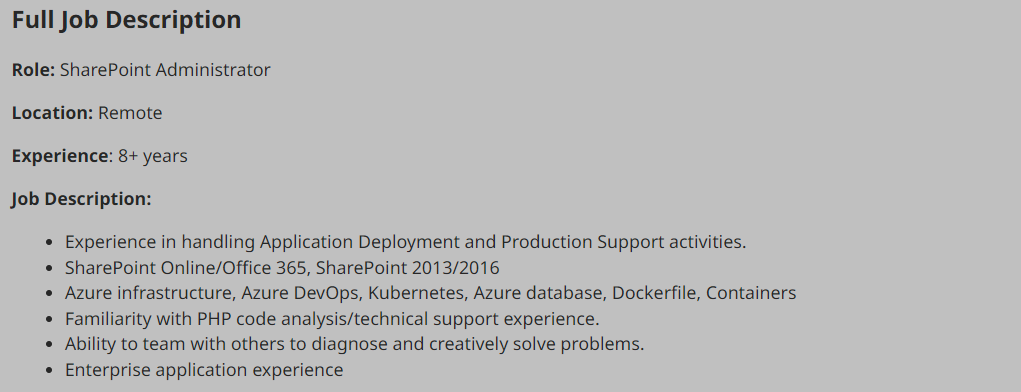 Full Job Description
Role: SharePoint Administrator
Location: Remote
Experience: 8+ years
Job Description:
• Experience in handling Application Deployment and Production Support activities.
• SharePoint Online/Office 365, SharePoint 2013/2016
• Azure infrastructure, Azure DevOps, Kubernetes, Azure database, Dockerfile, Containers
• Familiarity with PHP code analysis/technical support experience.
• Ability to team with others to diagnose and creatively solve problems.
• Enterprise application experience